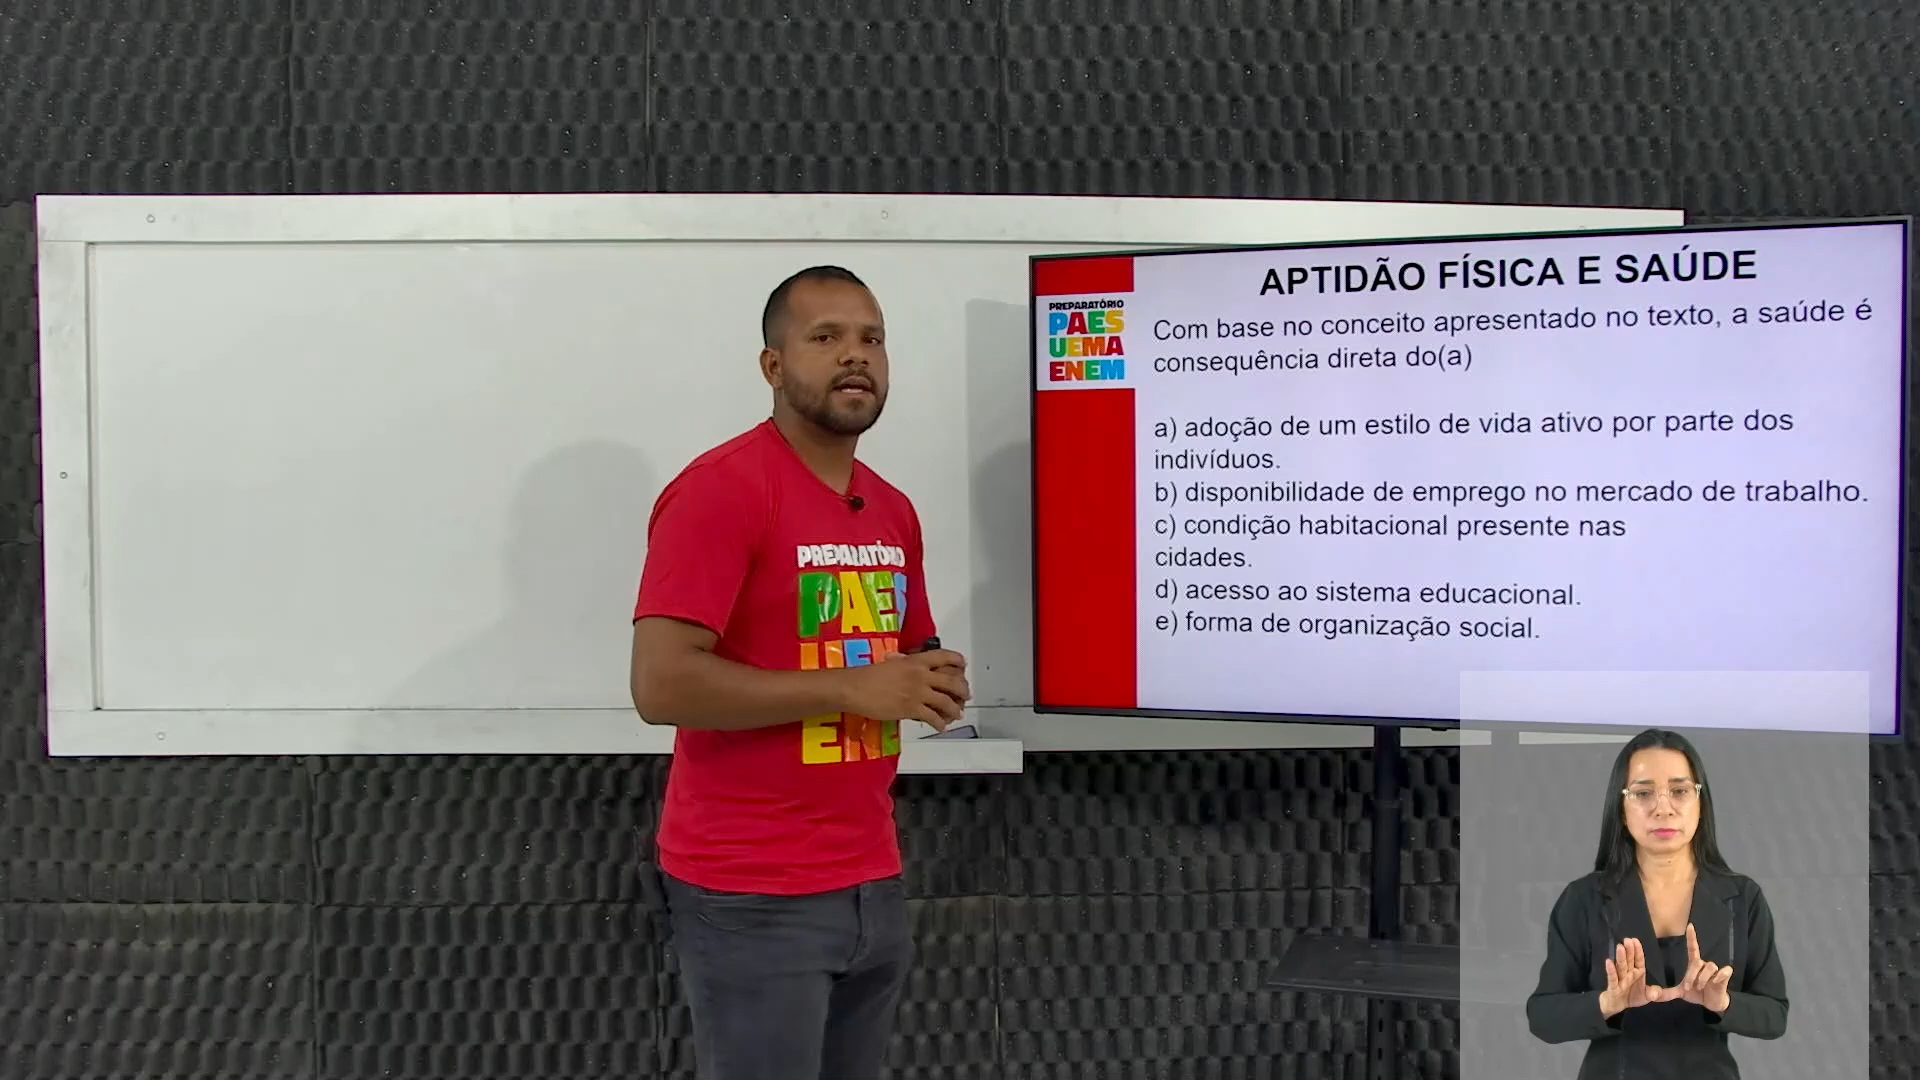 APTIDÃO FÍSICA E SAÚDE
PREPARATÓRIO
PAES
UEMA
ENEM
Com base no conceito apresentado no texto, a saúde é
consequência direta do(a)
a) adoção de um estilo de vida ativo por parte dos
indivíduos.
b) disponibilidade de emprego no mercado de trabalho.
c) condição habitacional presente nas
cidades.
d) acesso ao sistema educacional.
e) forma de organização social.
PREPARATÓRIO
PAES